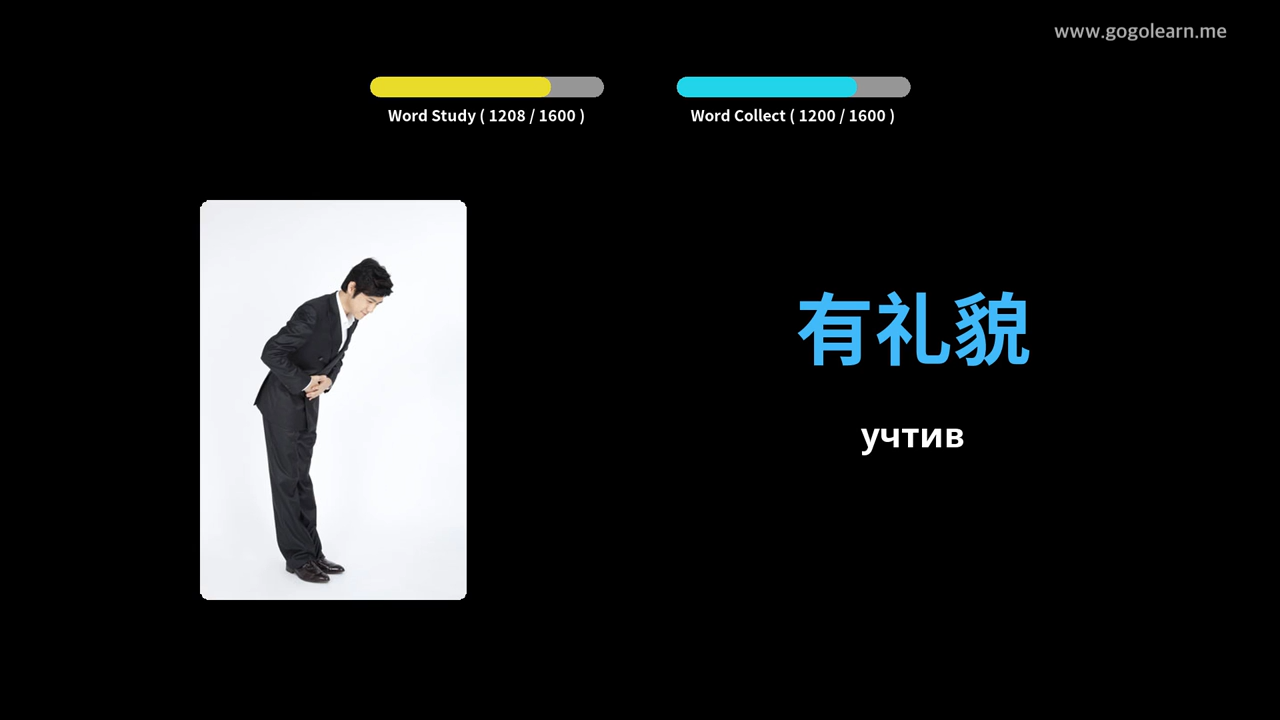 www.gogolearn.me
Word Study ( 1208 / 1600 )
Word Collect ( 1200 / 1600 )
有礼貌
учтив